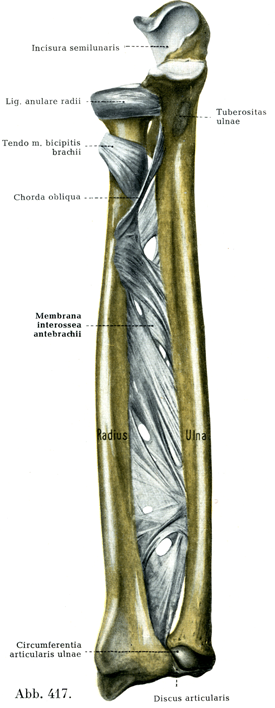 Incisura semilunaris
Lig. anulare radii
Tuberositas
ulnae
Tendo m. bicipitis
brachii
Chorda obliqua
Membrana
interossea
antebrachii
Radius
Ulna
Circumferentia
articularis ulnae
Discus articularis
Abb. 417.